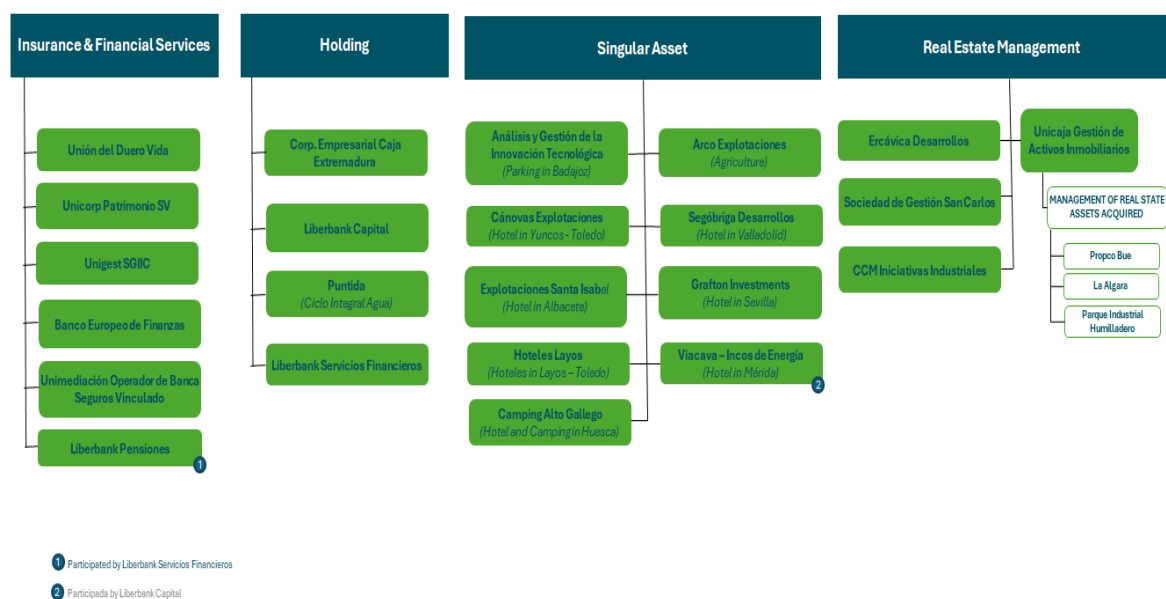 Insurance & Financial Services
Unión del Duero Vida
Unicorp Patrimonio SV
Unigest SGIIC
Banco Europeo de Finanzas
Unimediación Operador de Banca
Seguros Vinculado
Liberbank Pensiones
1
Holding
Corp. Empresarial Caja
Extremadura
Liberbank Capital
Puntida
(Ciclo Integral Agua)
Liberbank Servicios Financieros
Singular Asset
Análisis y Gestión de la
Innovación Tecnológica
(Parking in Badajoz)
Arco Explotaciones
(Agriculture)
Cánovas Explotaciones
(Hotel in Yuncos - Toledo)
Segóbriga Desarrollos
(Hotel in Valladolid)
Explotaciones Santa Isabel
(Hotel in Albacete)
Grafton Investments
(Hotel in Sevilla)
Hoteles Layos
(Hoteles in Layos – Toledo)
Viacava – Incos de Energía
(Hotel in Mérida)
2
Camping Alto Gallego
(Hotel and Camping in Huesca)
Real Estate Management
Ercávica Desarrollos
Unicaja Gestión de
Activos Inmobiliarios
Sociedad de Gestión San Carlos
MANAGEMENT OF REAL STATE
ASSETS ACQUIRED
CCM Iniciativas Industriales
Propco Bue
La Algara
Parque Industrial
Humilladero
1 Participated by Liberbank Servicios Financieros
2 Participada by Liberbank Capital